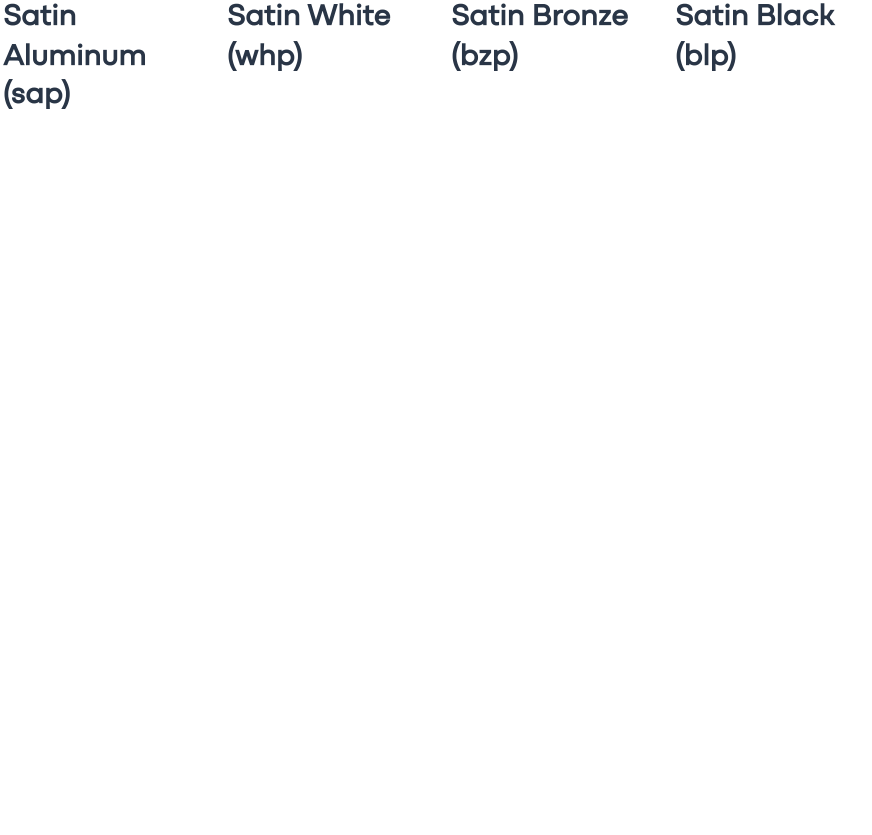 Satin
Aluminum
(sap)
Satin White
(whp)
Satin Bronze
(bzp)
Satin Black
(blp)